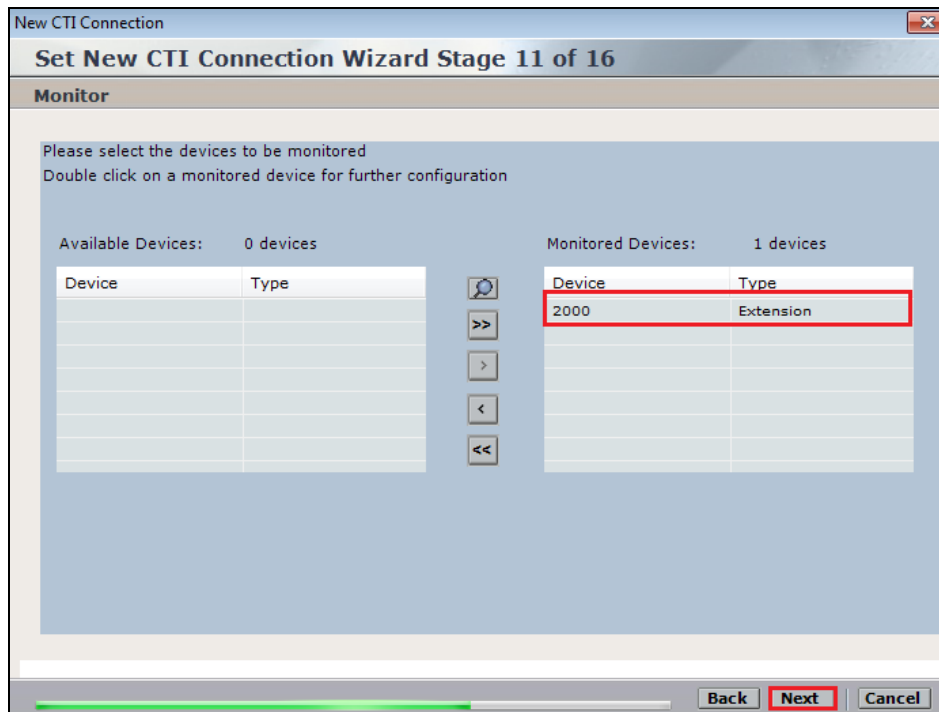 New CTI Connection
Set New CTI Connection Wizard Stage 11 of 16
Monitor
Please select the devices to be monitored
Double click on a monitored device for further configuration
Available Devices: 0 devices
Device Type
>>
>
<
<<
Monitored Devices: 1 devices
Device Type
2000 Extension
Back Next Cancel